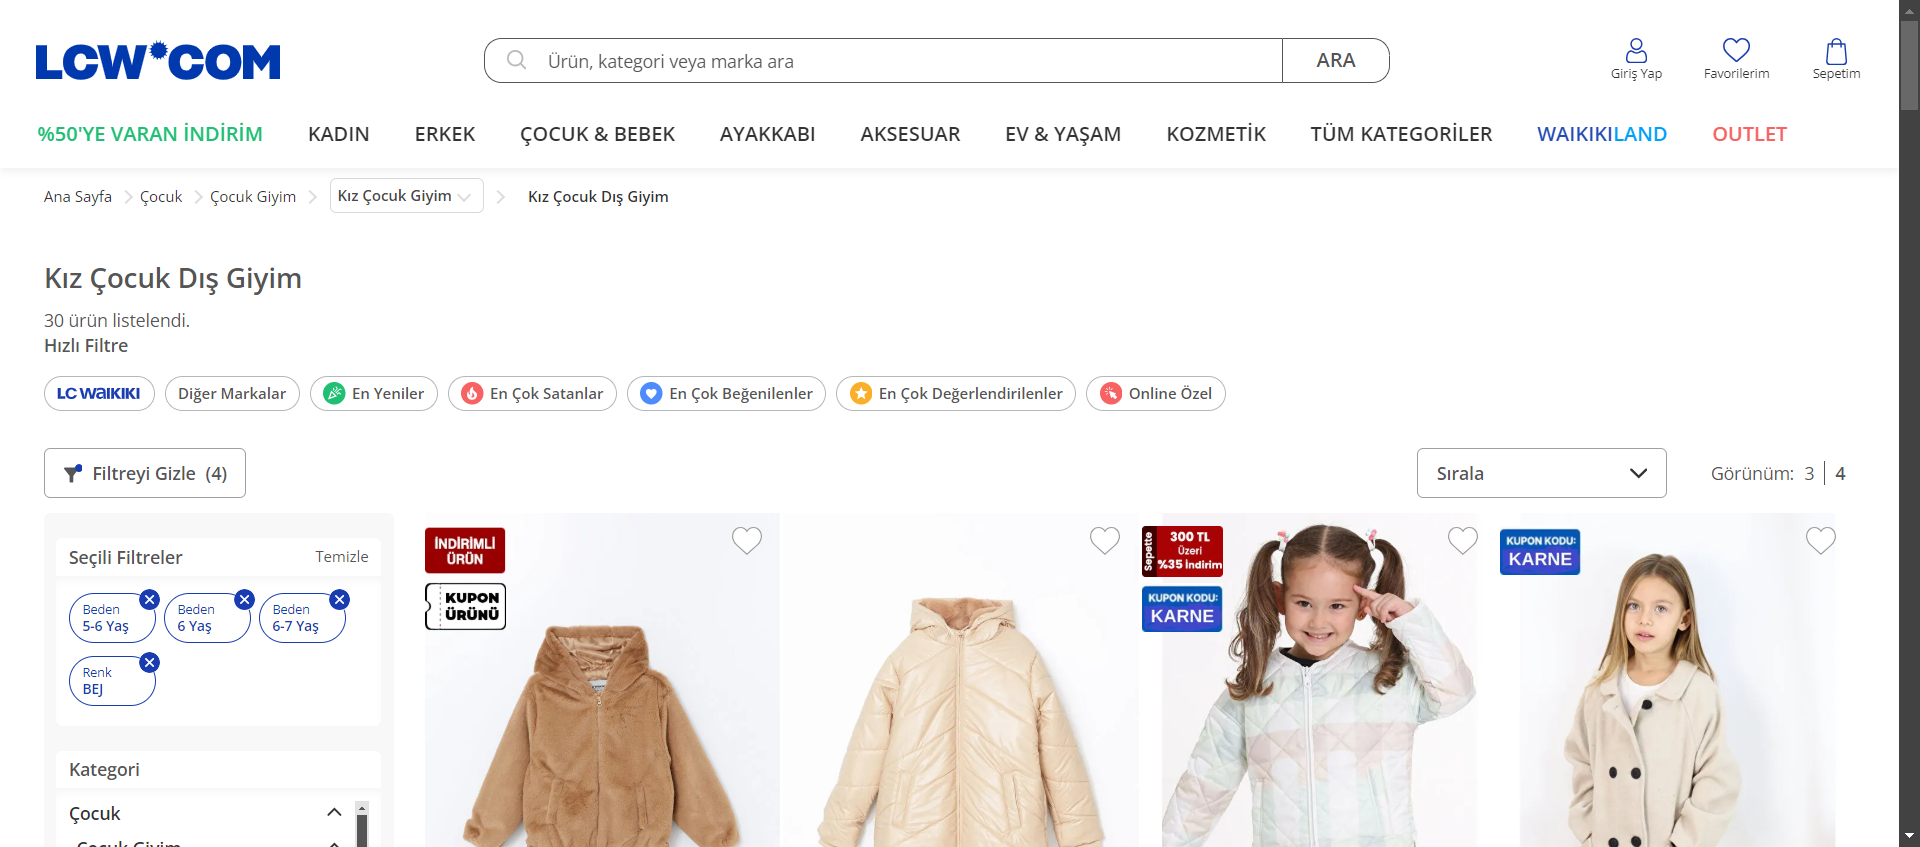 LCW COM
Ürün, kategori veya marka ara
ARA
Giriş Yap
Favorilerim
Sepetim
%50'YE VARAN İNDİRİM
KADIN
ERKEK
ÇOCUK & BEBEK
AYAKKABI
AKSESUAR
EV & YAŞAM
KOZMETİK
TÜM KATEGORİLER
WAIKIKILAND
OUTLET
Ana Sayfa
Çocuk
Çocuk Giyim
Kız Çocuk Giyim
Kız Çocuk Dış Giyim
Kız Çocuk Dış Giyim
30 ürün listelendi.
Hızlı Filtre
LC WAIKIKI
Diğer Markalar
En Yeniler
En Çok Satanlar
En Çok Beğenilenler
En Çok Değerlendirilenler
Online Özel
Filtreyi Gizle (4)
Sırala
Görünüm: 3 4
Seçili Filtreler
Temizle
Beden
5-6 Yaş
Beden
6 Yaş
Beden
6-7 Yaş
Renk
BEJ
Kategori
Çocuk
Çocuk Giyim
İNDİRİMLİ
ÜRÜN
KUPON
ÜRÜNÜ
Sepette
300 TL
Üzeri
%35 İndirim
KUPON KODU:
KARNE
KUPON KODU:
KARNE